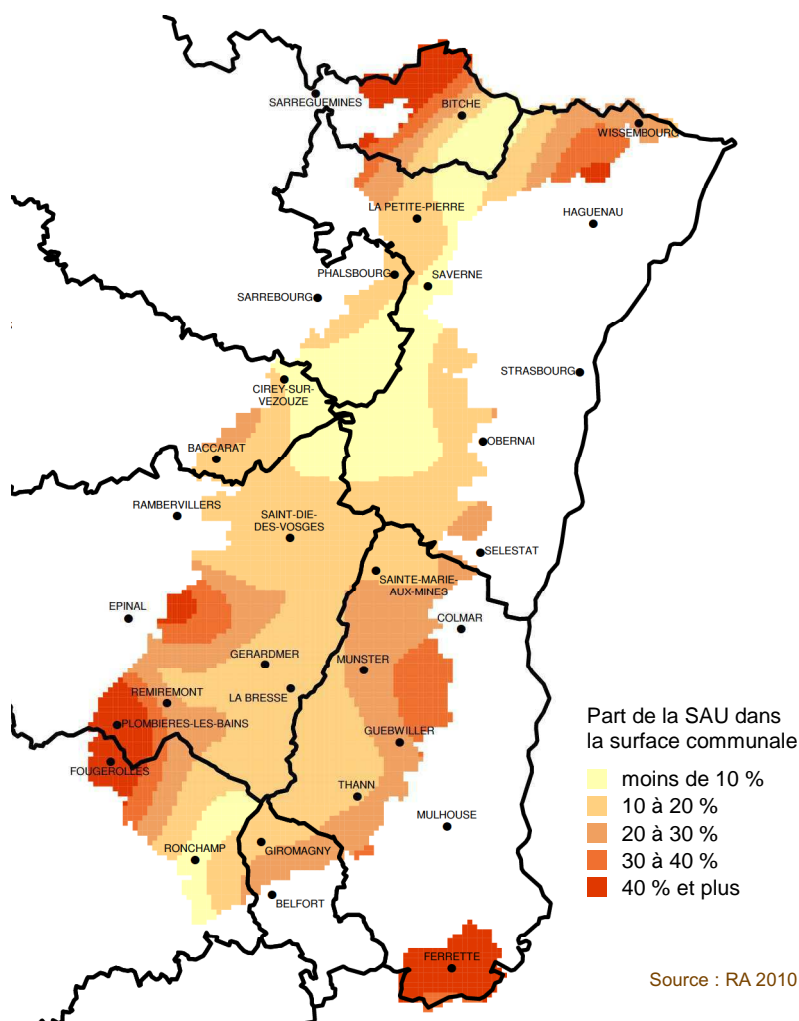 SARREGUEMINES
BITCHE
WISSEMBOURG
LA PETITE-PIERRE
HAGUENAU
PHALSBOURG
SAVERNE
SARREBOURG
STRASBOURG
CIREY-SUR-
VEZOUZE
OBERNAI
BACCARAT
RAMBERVILLERS
SAINT-DIE-
DES-VOSGES
SELESTAT
SAINTE-MARIE-
AUX-MINES
EPINAL
COLMAR
GERARDMER
MUNSTER
REMIREMONT
LA BRESSE
PLOMBIERES-LES-BAINS
GUEBWILLER
FOUGEROLLES
THANN
MULHOUSE
RONCHAMP
GIROMAGNY
BELFORT
FERRETTE
Part de la SAU dans
la surface communale
moins de 10 %
10 à 20 %
20 à 30 %
30 à 40 %
40 % et plus
Source : RA 2010